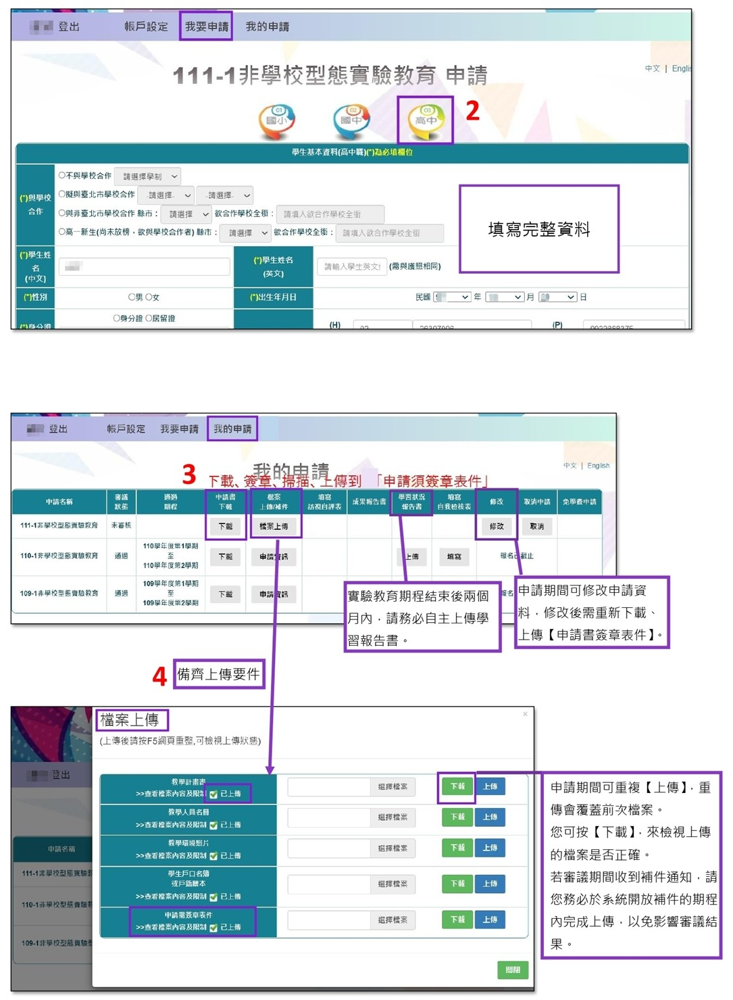 登出 帳戶設定 我要申請 我的申請
中文 | Englis
111-1非學校型態實驗教育 申請
01 國小 02 國中 03 高中 2
學生基本資料(高中職)(*)為必填欄位
(*)與學校合作
○不與學校合作 請選擇學制
○擬與臺北市學校合作 -請選擇- -請選擇-
○與非臺北市學校合作 縣市： 請選擇 欲合作學校全銜： 請填入欲合作學校全銜
○高一新生(尚未放榜，欲與學校合作者) 縣市： 請選擇 欲合作學校全銜： 請填入欲合作學校全銜
填寫完整資料
(*)學生姓名(中文)
(*)學生姓名(英文) 請輸入學生英文 (需與護照相同)
(*)性別 ○男 ○女 (*)出生年月日 民國 年 月 日
(*)身分證 ○身分證 ○居留證 (H) 02 (P)
登出 帳戶設定 我要申請 我的申請
中文 | English
我的申請
3 下載、簽章、掃描、上傳到 「申請須簽章表件」
申請名稱 審議狀態 通過期程 申請書下載 檔案上傳/補件 填寫訪視自評表 成果報告書 學習狀況報告書 填寫自我檢核表 修改 取消申請 免學費申請
111-1非學校型態實驗教育 未審核 下載 檔案上傳 修改 取消
110-1非學校型態實驗教育 通過 110學年度第1學期 至 110學年度第2學期 下載 申請資訊 上傳 填寫 報名已截止
109-1非學校型態實驗教育 通過 109學年度第1學期 至 109學年度第2學期 下載 申請資訊 報名
實驗教育期程結束後兩個
月內，請務必自主上傳學
習報告書。
申請期間可修改申請資
料，修改後需重新下載、
上傳【申請書簽章表件】。
4 備齊上傳要件
登出
申請名稱
111-1非學校型態實驗教
110-1非學校型態實驗教
109-1非學校型態實驗教
檔案上傳
×
(上傳後請按F5網頁重整,可檢視上傳狀態)
教學計畫書
>>查看檔案內容及限制 已上傳 選擇檔案 下載 上傳
教學人員名冊
>>查看檔案內容及限制 已上傳 選擇檔案 下載 上傳
教學環境照片
>>查看檔案內容及限制 已上傳 選擇檔案 下載 上傳
學生戶口名簿
或戶籍謄本
>>查看檔案內容及限制 已上傳 選擇檔案 下載 上傳
申請需簽章表件
>>查看檔案內容及限制 已上傳 選擇檔案 下載 上傳
關閉
申請期間可重複【上傳】，重
傳會覆蓋前次檔案。
您可按【下載】，來檢視上傳
的檔案是否正確。
若審議期間收到補件通知，請
您務必於系統開放補件的期程
內完成上傳，以免影響審議結
果。